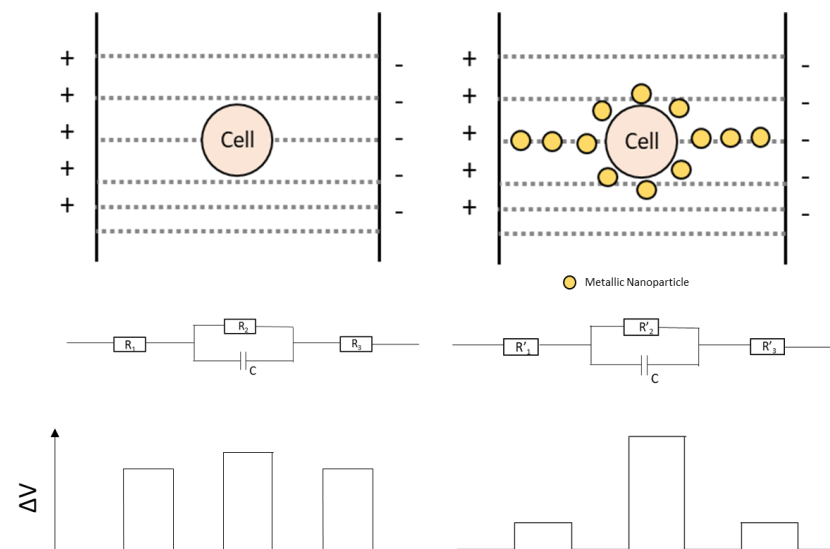 + - + -
+ - + -
+ Cell - + Cell -
+ - + -
+ - + -
Metallic Nanoparticle
R₁ R₂ R₃ R'₁ R'₂ R'₃
C C
ΔV